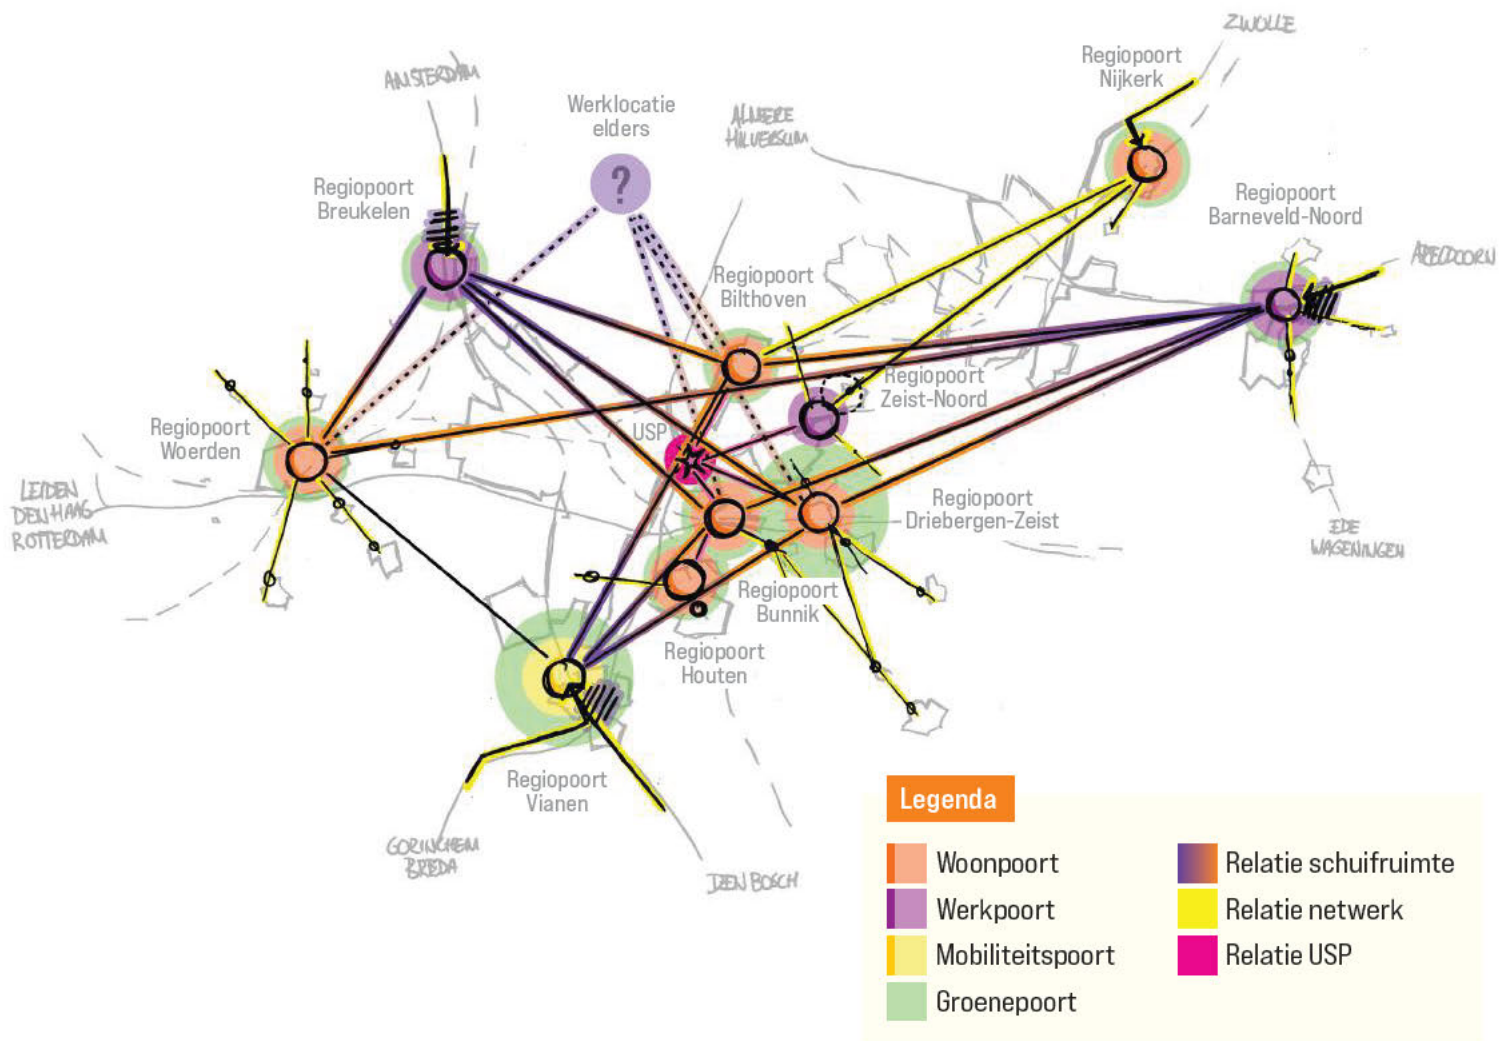 ZWOLLE
Regiopoort
Nijkerk
AMSTERDAM
Werklocatie
elders
ALMERE
HILVERSUM
?
Regiopoort
Breukelen
Regiopoort
Barneveld-Noord
APELDOORN
Regiopoort
Bilthoven
Regiopoort
Zeist-Noord
Regiopoort
Woerden
USP
LEIDEN
DEN HAAG
ROTTERDAM
Regiopoort
Driebergen-Zeist
EDE
WAGENINGEN
Regiopoort
Bunnik
Regiopoort
Houten
Regiopoort
Vianen
GORINCHEM
BREDA
DEN BOSCH
Legenda
Woonpoort
Werkpoort
Mobiliteitspoort
Groenepoort
Relatie schuifruimte
Relatie netwerk
Relatie USP